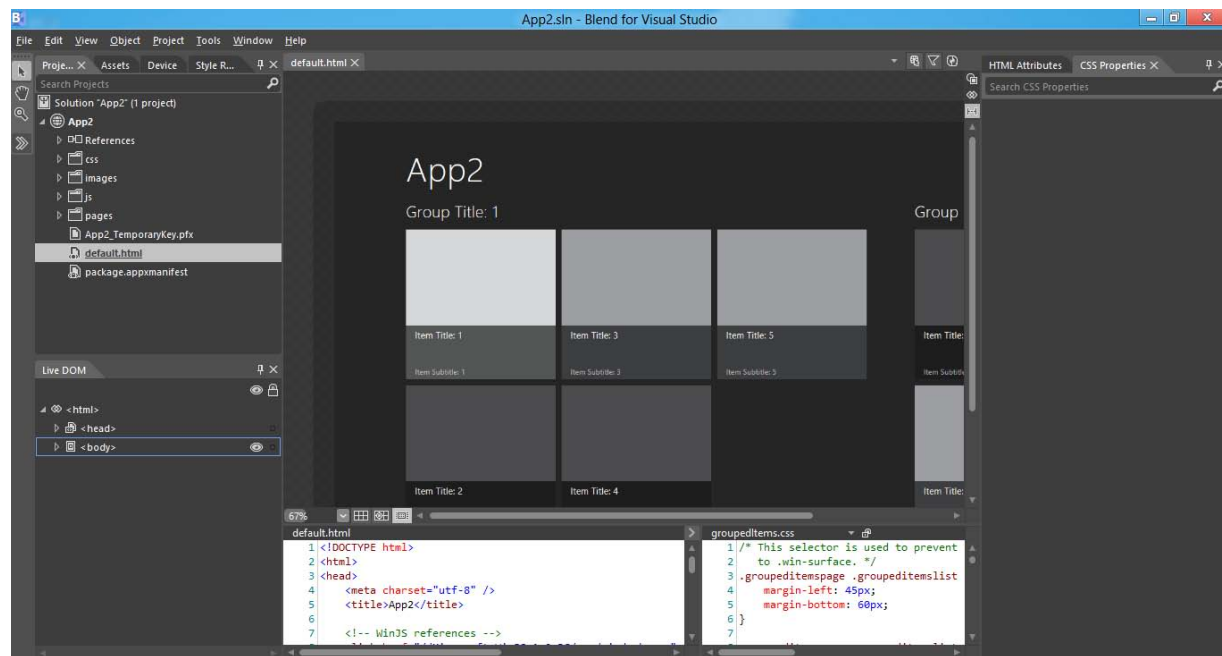 App2.sln - Blend for Visual Studio
File Edit View Object Project Tools Window Help
Proje... Assets Device Style R...
Search Projects
Solution "App2" (1 project)
App2
References
css
images
js
pages
App2_TemporaryKey.pfx
default.html
package.appxmanifest
Live DOM
<html>
<head>
<body>
default.html
App2
Group Title: 1
Group
Item Title: 1
Item Subtitle: 1
Item Title: 3
Item Subtitle: 3
Item Title: 5
Item Subtitle: 5
Item Title:
Item Title: 2
Item Title: 4
Item Title:
67%
default.html
1 <!DOCTYPE html>
2 <html>
3 <head>
4 <meta charset="utf-8" />
5 <title>App2</title>
6
7 <!-- WinJS references -->
groupedItems.css
1 /* This selector is used to prevent
2 to .win-surface. */
3 .groupeditemspage .groupeditemslist
4 margin-left: 45px;
5 margin-bottom: 60px;
6 }
7
HTML Attributes CSS Properties
Search CSS Properties